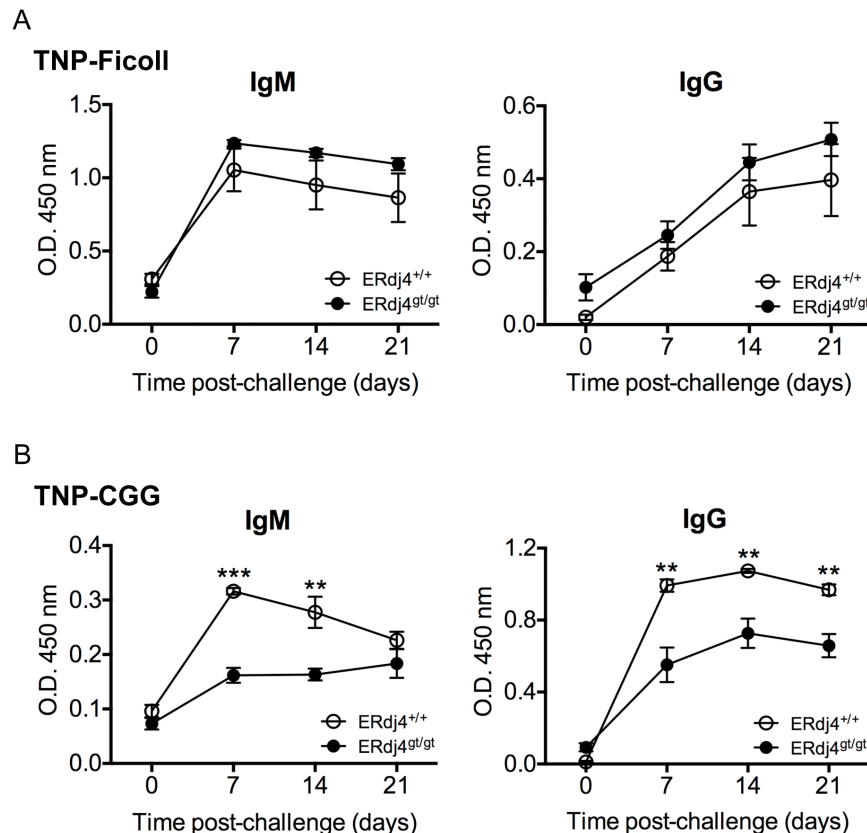 A
TNP-Ficoll
IgM
IgG
O.D. 450 nm
1.5
1.0
0.5
0.0
ERdj4+/+
ERdj4gt/gt
0 7 14 21
Time post-challenge (days)
O.D. 450 nm
0.6
0.4
0.2
0.0
ERdj4+/+
ERdj4gt/gt
0 7 14 21
Time post-challenge (days)
B
TNP-CGG
IgM
IgG
O.D. 450 nm
0.4
0.3
0.2
0.1
0.0
*** **
ERdj4+/+
ERdj4gt/gt
0 7 14 21
Time post-challenge (days)
O.D. 450 nm
1.2
0.8
0.4
0.0
** ** **
ERdj4+/+
ERdj4gt/gt
0 7 14 21
Time post-challenge (days)